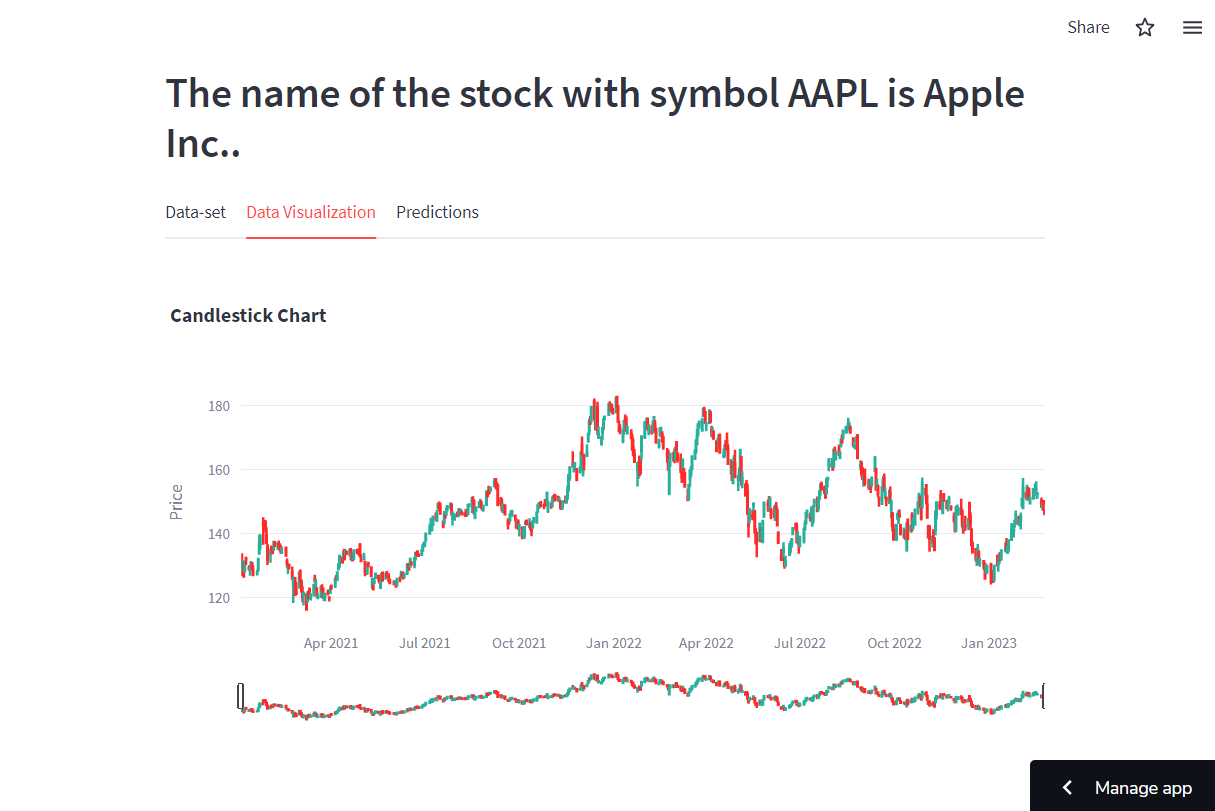 Share
The name of the stock with symbol AAPL is Apple
Inc..
Data-set Data Visualization Predictions
Candlestick Chart
180
160
140
120
Price
Apr 2021 Jul 2021 Oct 2021 Jan 2022 Apr 2022 Jul 2022 Oct 2022 Jan 2023
Manage app